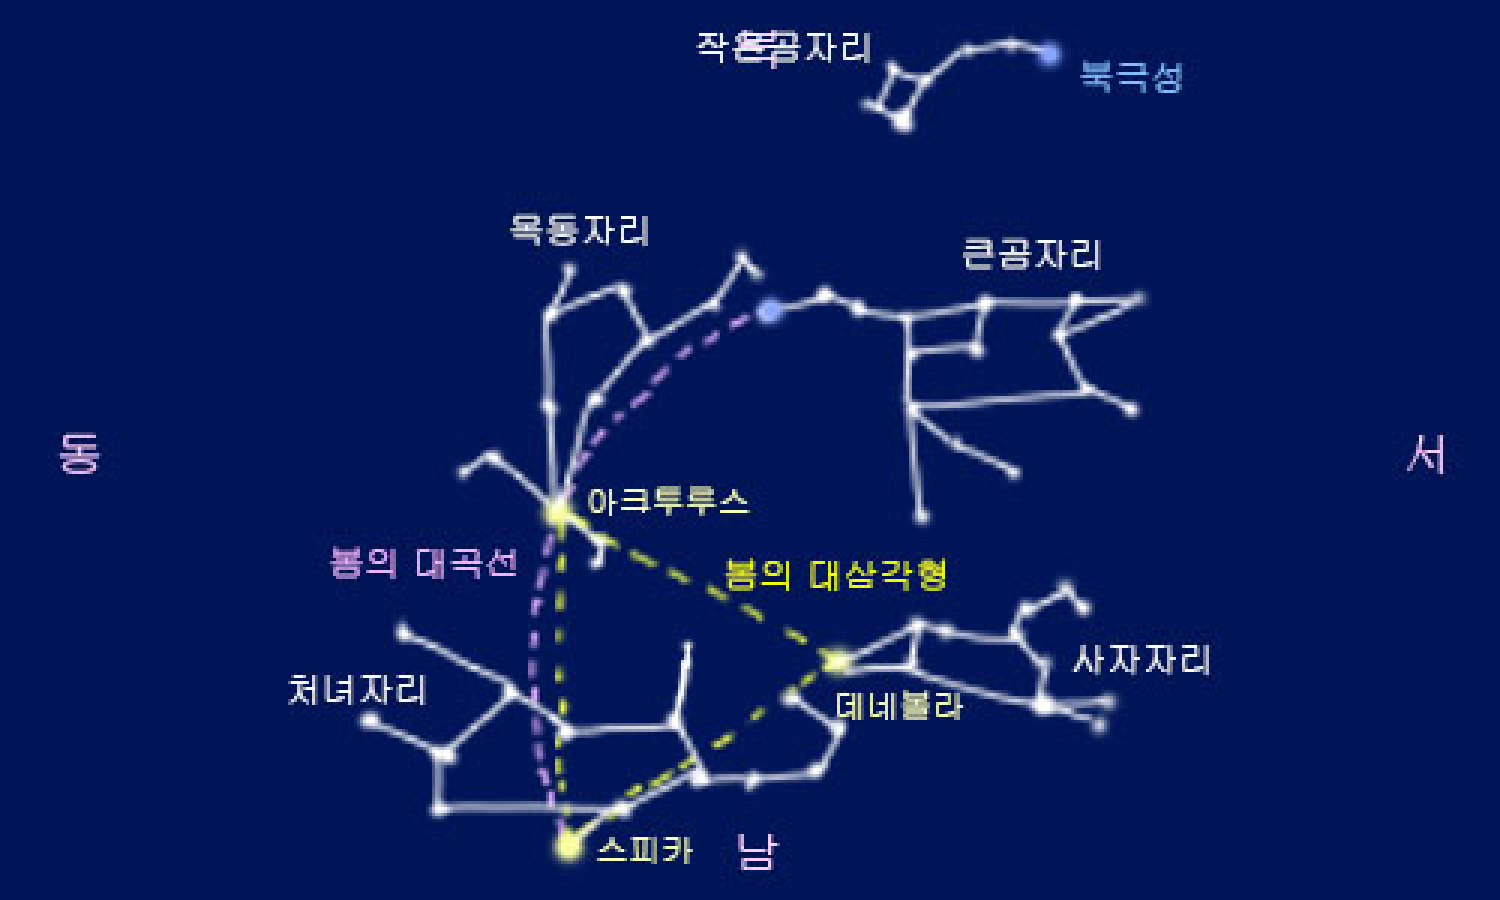 작은곰자리
북
북극성
목동자리
큰곰자리
동
서
아크투루스
봄의 대곡선
봄의 대삼각형
사자자리
처녀자리
데네볼라
스피카
남